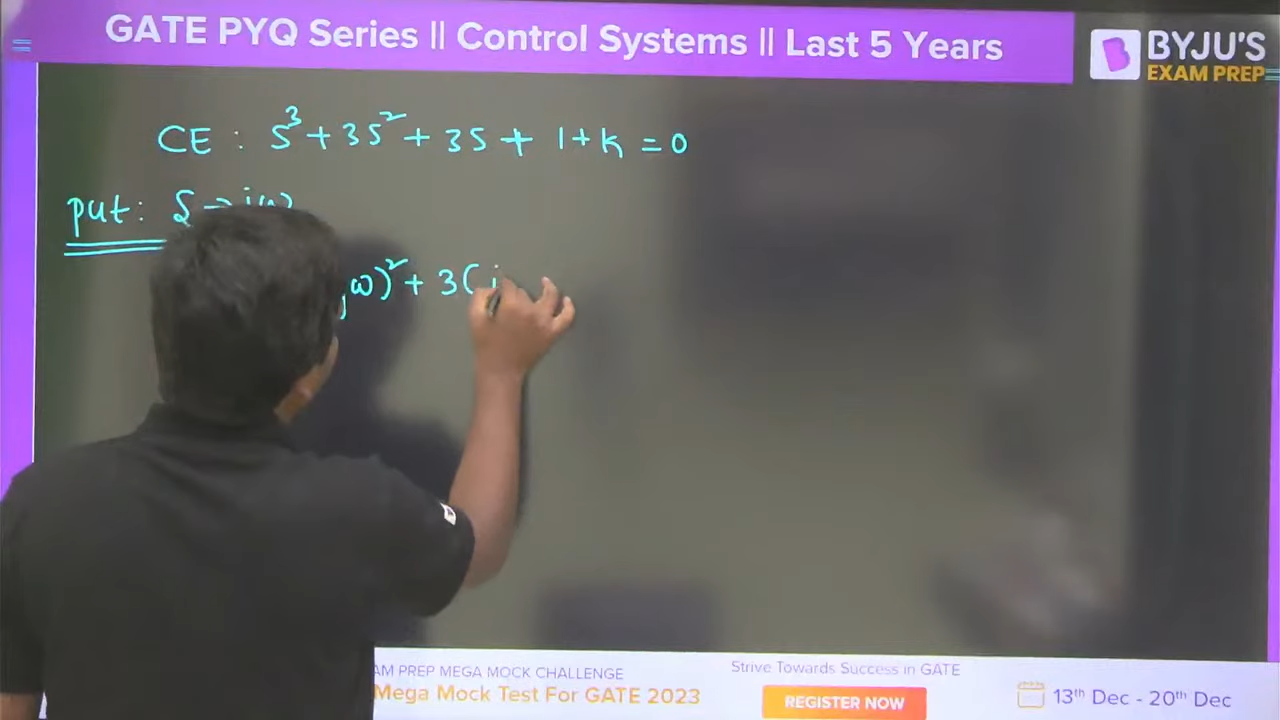 GATE PYQ Series || Control Systems || Last 5 Years
BYJU'S
EXAM PREP
CE : S³ + 3S² + 3S + 1 + K = 0
put: S → jω
jω)² + 3( j
AM PREP MEGA MOCK CHALLENGE
Mega Mock Test For GATE 2023
Strive Towards Success in GATE
REGISTER NOW
13th Dec - 20th Dec